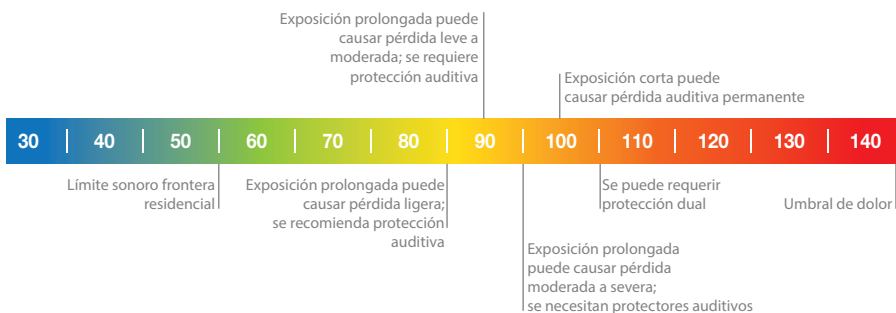 Exposición prolongada puede
causar pérdida leve a
moderada; se requiere
protección auditiva
Exposición corta puede
causar pérdida auditiva permanente
30 40 50 60 70 80 90 100 110 120 130 140
Límite sonoro frontera
residencial
Exposición prolongada puede
causar pérdida ligera;
se recomienda protección
auditiva
Se puede requerir
protección dual
Umbral de dolor
Exposición prolongada
puede causar pérdida
moderada a severa;
se necesitan protectores auditivos